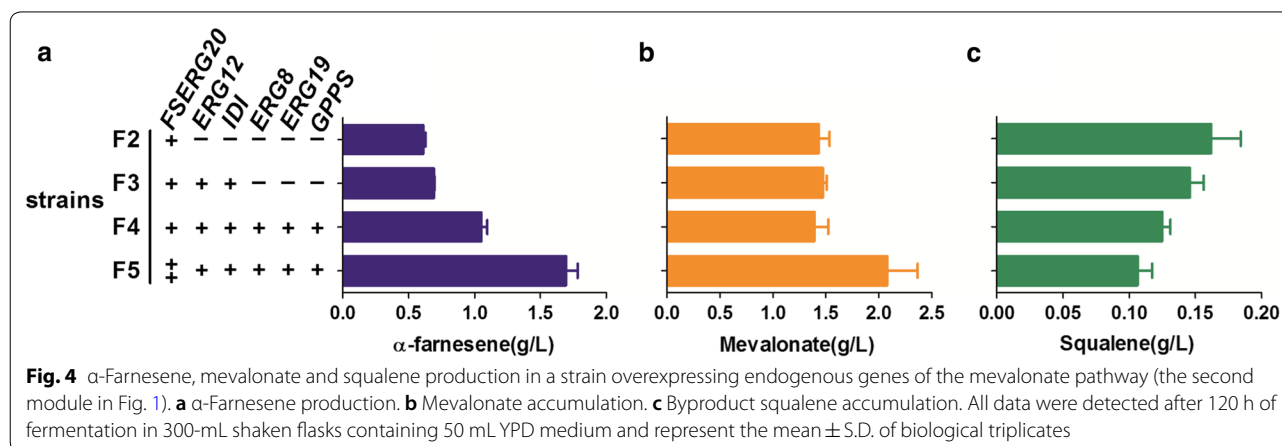 a
b
c
FSERG20 ERG12 IDI ERG8 ERG19 GPPS
F2 + − − − − −
F3 + + + − − −
strains
F4 + + + + + +
F5 ++ + + + + +
0.0 0.5 1.0 1.5 2.0
α-farnesene(g/L)
0.0 0.5 1.0 1.5 2.0 2.5
Mevalonate(g/L)
0.00 0.05 0.10 0.15 0.20
Squalene(g/L)
Fig. 4 α-Farnesene, mevalonate and squalene production in a strain overexpressing endogenous genes of the mevalonate pathway (the second
module in Fig. 1). a α-Farnesene production. b Mevalonate accumulation. c Byproduct squalene accumulation. All data were detected after 120 h of
fermentation in 300-mL shaken flasks containing 50 mL YPD medium and represent the mean ± S.D. of biological triplicates